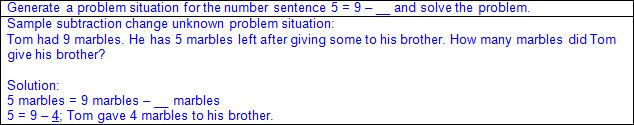 Generate a problem situation for the number sentence 5 = 9 – __ and solve the problem.
Sample subtraction change unknown problem situation:
Tom had 9 marbles. He has 5 marbles left after giving some to his brother. How many marbles did Tom
give his brother?
Solution:
5 marbles = 9 marbles – __ marbles
5 = 9 – 4; Tom gave 4 marbles to his brother.